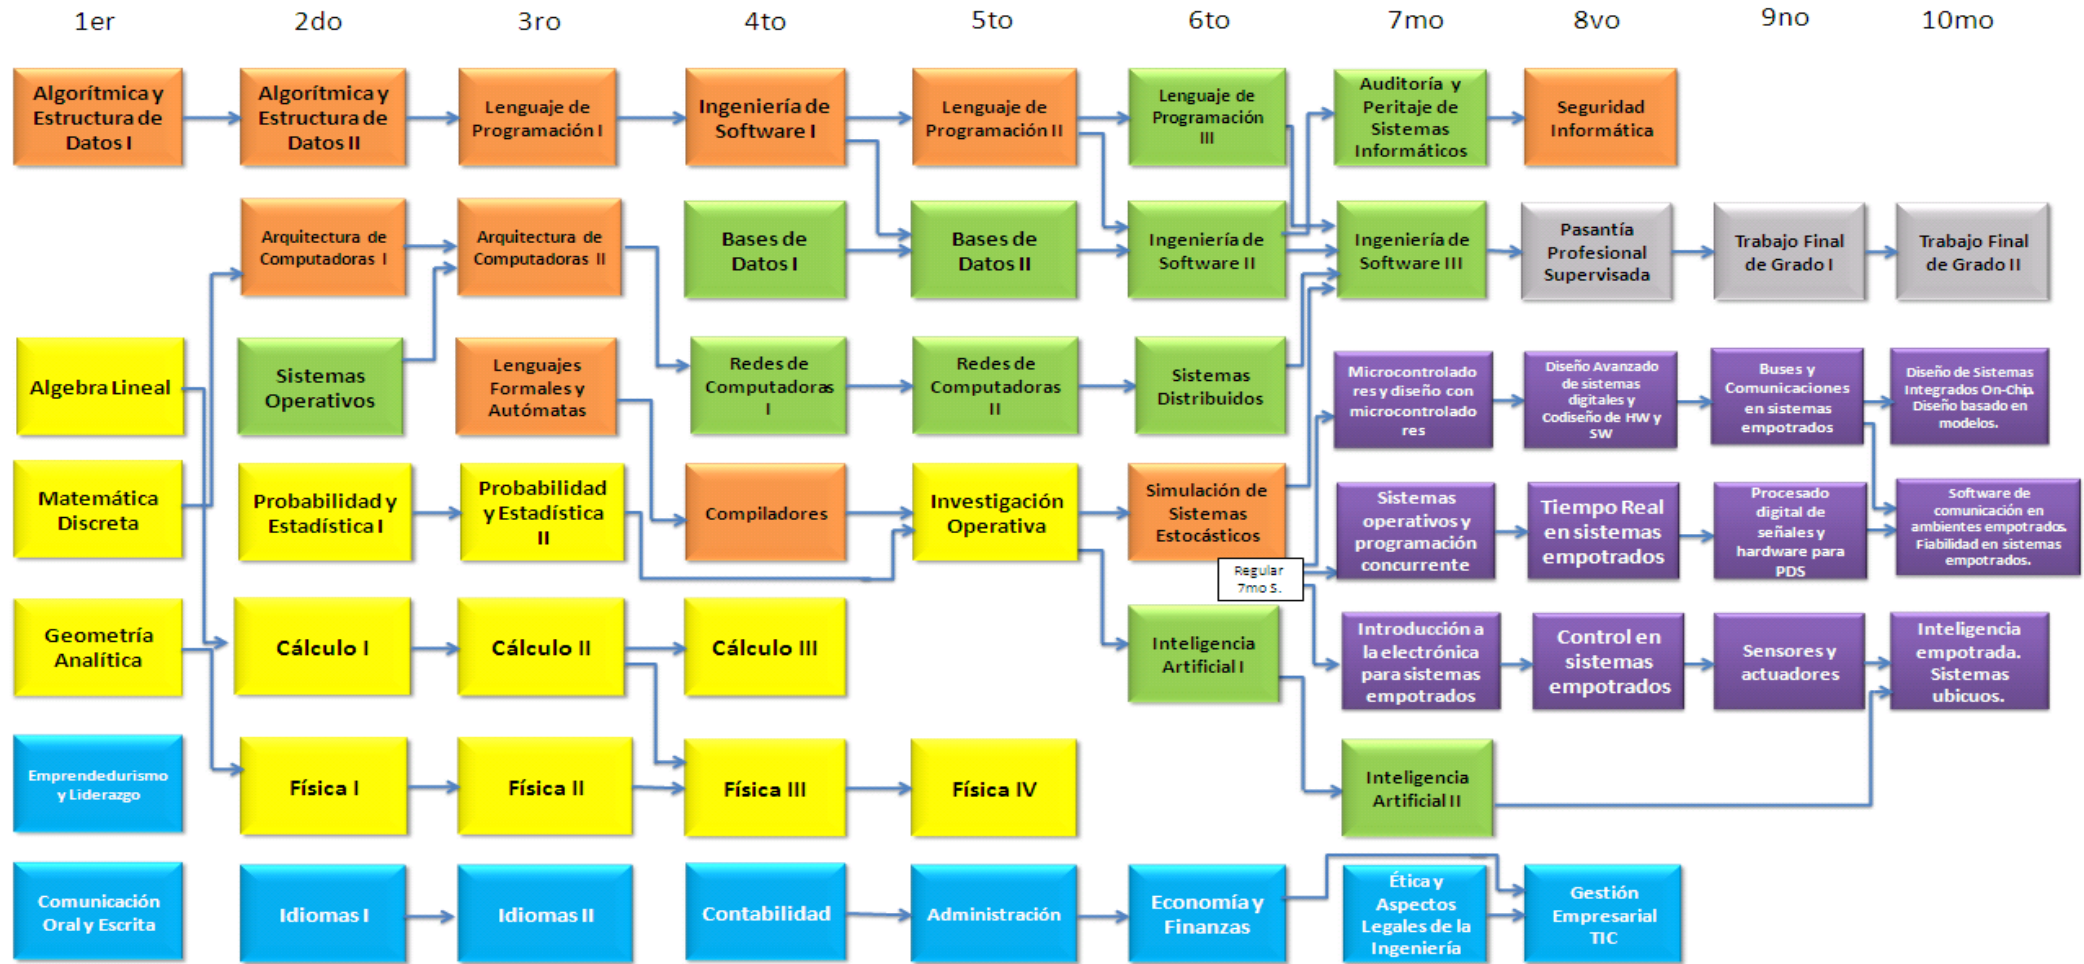 1er
2do
3ro
4to
5to
6to
7mo
8vo
9no
10mo
Algorítmica y
Estructura de
Datos I
Algorítmica y
Estructura de
Datos II
Lenguaje de
Programación I
Ingeniería de
Software I
Lenguaje de
Programación II
Lenguaje de
Programación
III
Auditoría y
Peritaje de
Sistemas
Informáticos
Seguridad
Informática
Arquitectura de
Computadoras I
Arquitectura de
Computadoras II
Bases de
Datos I
Bases de
Datos II
Ingeniería de
Software II
Ingeniería de
Software III
Pasantía
Profesional
Supervisada
Trabajo Final
de Grado I
Trabajo Final
de Grado II
Algebra Lineal
Sistemas
Operativos
Lenguajes
Formales y
Autómatas
Redes de
Computadoras
I
Redes de
Computadoras
II
Sistemas
Distribuidos
Microcontrolado
res y diseño con
microcontrolado
res
Diseño Avanzado
de sistemas
digitales y
Codiseño de HW y
SW
Buses y
Comunicaciones
en sistemas
empotrados
Diseño de Sistemas
Integrados On-Chip.
Diseño basado en
modelos.
Matemática
Discreta
Probabilidad y
Estadística I
Probabilidad
y Estadística
II
Compiladores
Investigación
Operativa
Simulación de
Sistemas
Estocásticos
Regular
7mo S.
Sistemas
operativos y
programación
concurrente
Tiempo Real
en sistemas
empotrados
Procesado
digital de
señales y
hardware para
PDS
Software de
comunicación en
ambientes empotrados.
Fiabilidad en sistemas
empotrados.
Geometría
Analítica
Cálculo I
Cálculo II
Cálculo III
Inteligencia
Artificial I
Introducción a
la electrónica
para sistemas
empotrados
Control en
sistemas
empotrados
Sensores y
actuadores
Inteligencia
empotrada.
Sistemas
ubicuos.
Emprendedurismo
y Liderazgo
Física I
Física II
Física III
Física IV
Inteligencia
Artificial II
Comunicación
Oral y Escrita
Idiomas I
Idiomas II
Contabilidad
Administración
Economía y
Finanzas
Ética y
Aspectos
Legales de la
Ingeniería
Gestión
Empresarial
TIC